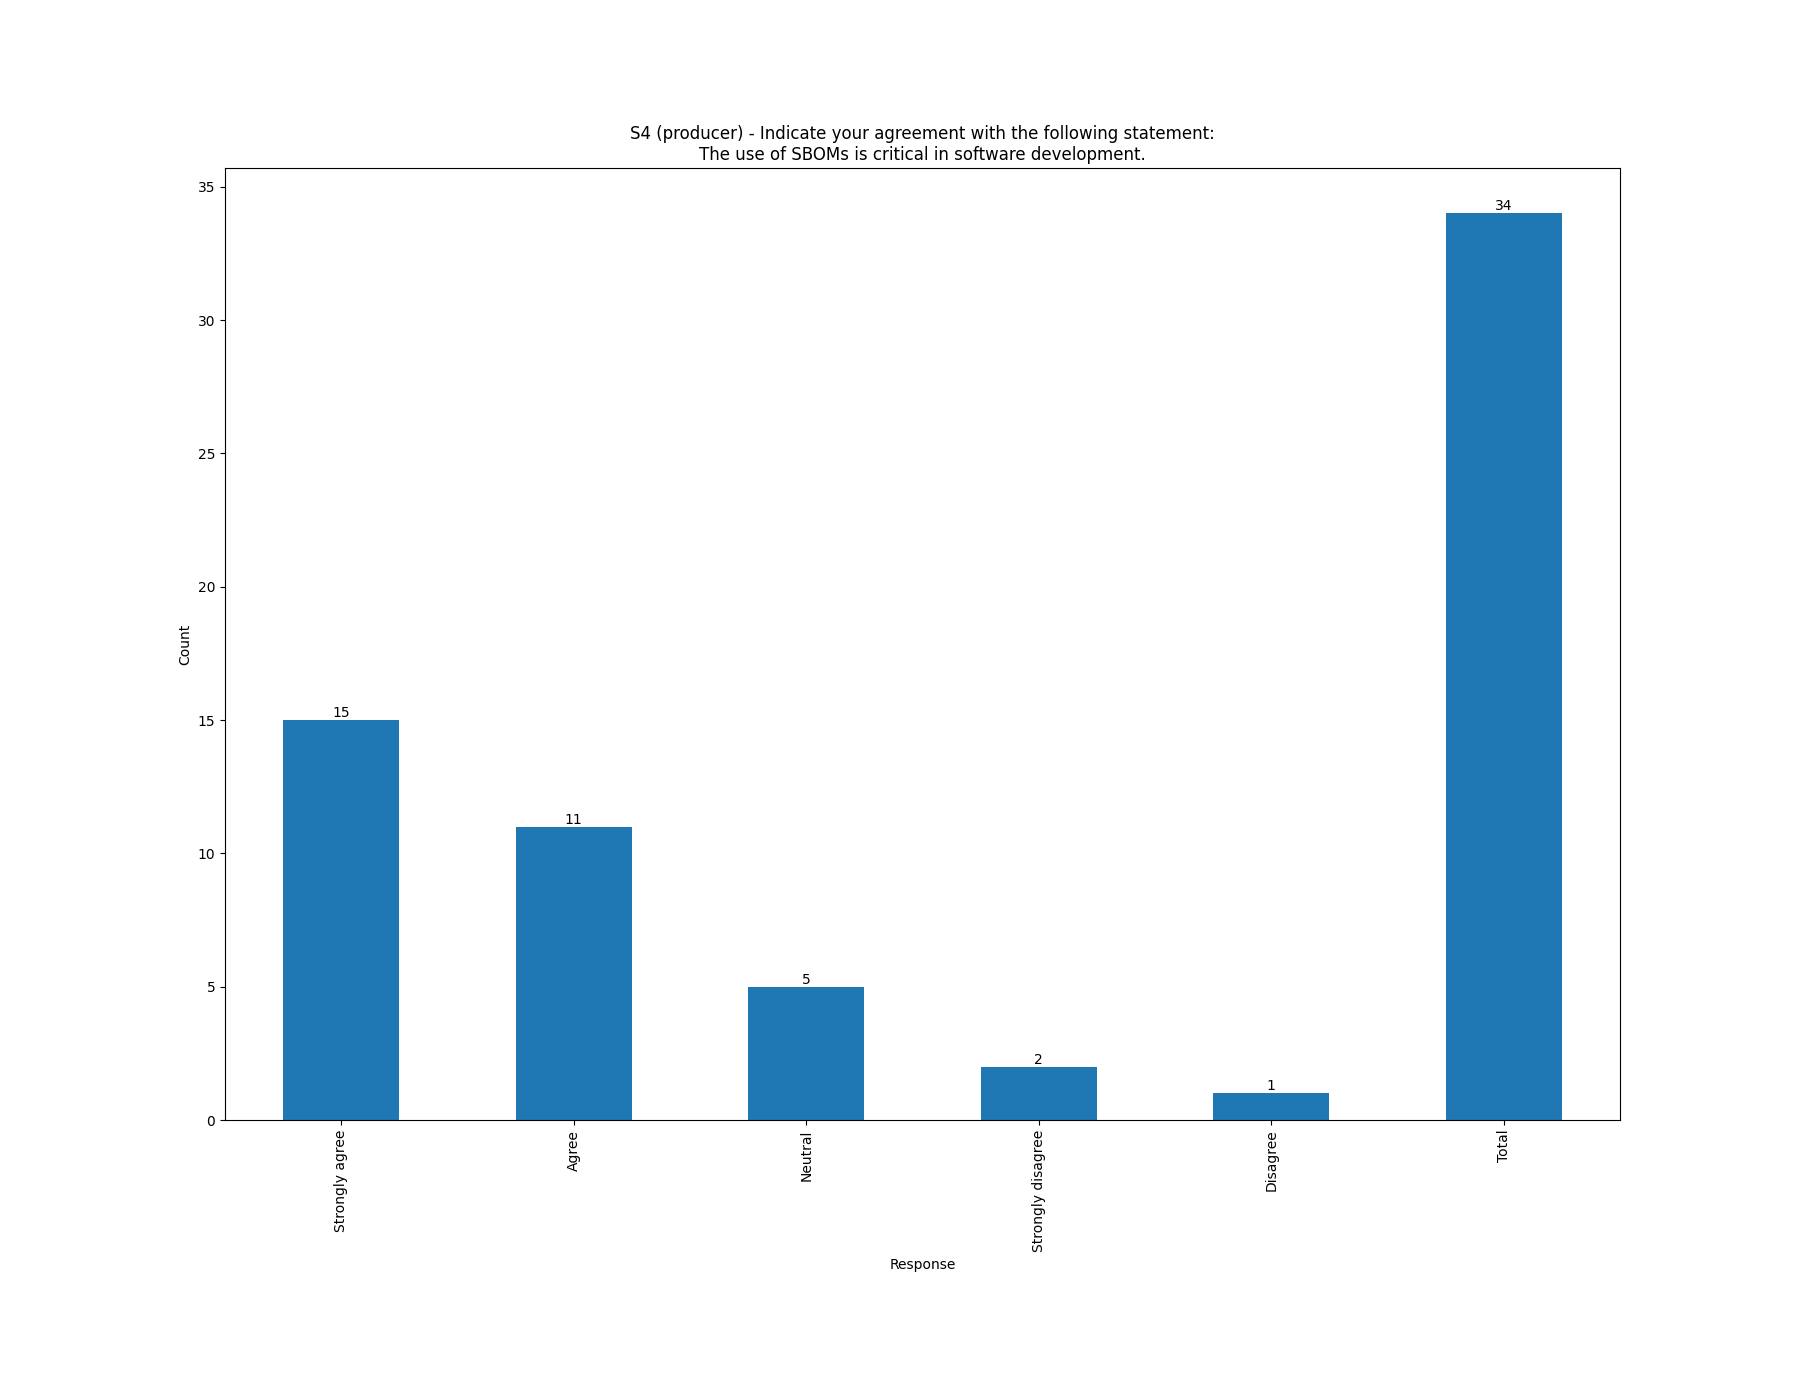 S4 (producer) - Indicate your agreement with the following statement:
The use of SBOMs is critical in software development.
35
30
25
20
15
10
5
0
Count
15
11
5
2
1
34
Strongly agree
Agree
Neutral
Strongly disagree
Disagree
Total
Response